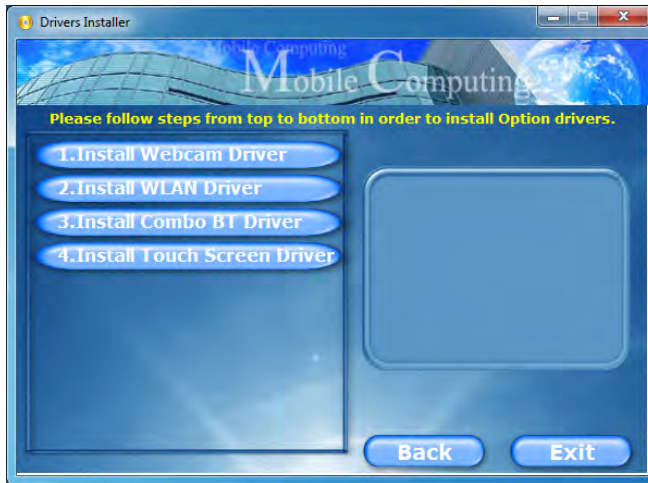 Drivers Installer
Mobile Computing
Mobile Computing
Please follow steps from top to bottom in order to install Option drivers.
1.Install Webcam Driver
2.Install WLAN Driver
3.Install Combo BT Driver
4.Install Touch Screen Driver
Back
Exit